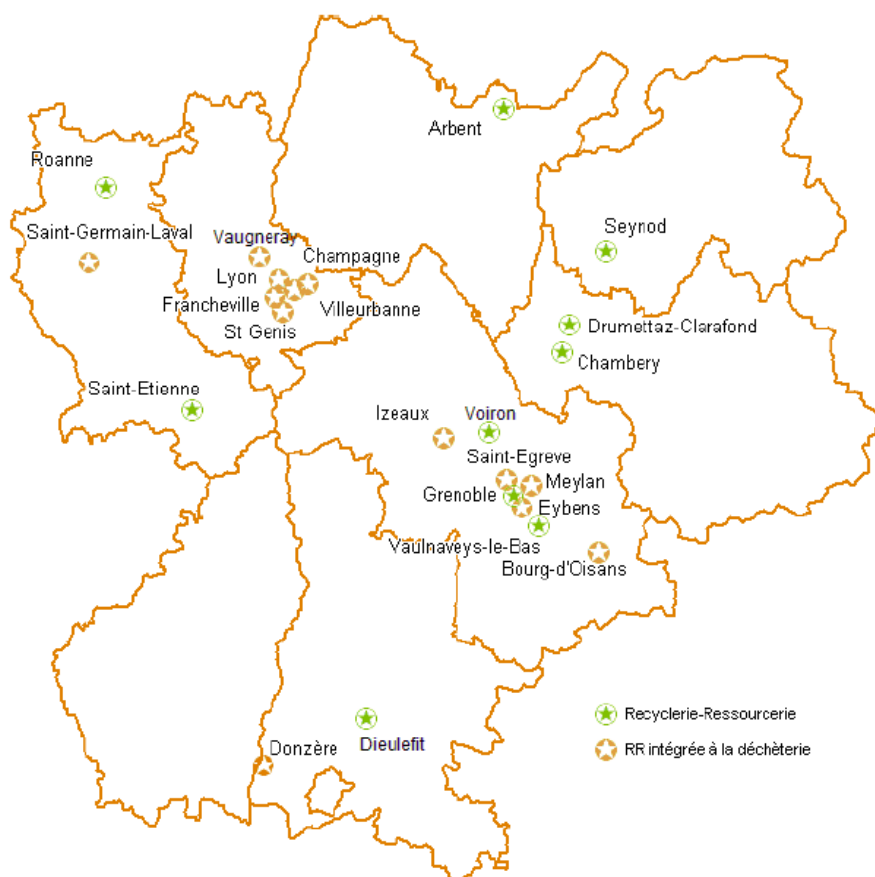 Arbent
Roanne
Saint-Germain-Laval
Vaugneray
Seynod
Champagne
Lyon
Francheville
Villeurbanne
St Genis
Drumettaz-Clarafond
Chambery
Saint-Etienne
Izeaux
Voiron
Saint-Egreve
Meylan
Grenoble
Eybens
Vaulnaveys-le-Bas
Bourg-d'Oisans
Recyclerie-Ressourcerie
Donzère
Dieulefit
RR intégrée à la déchèterie